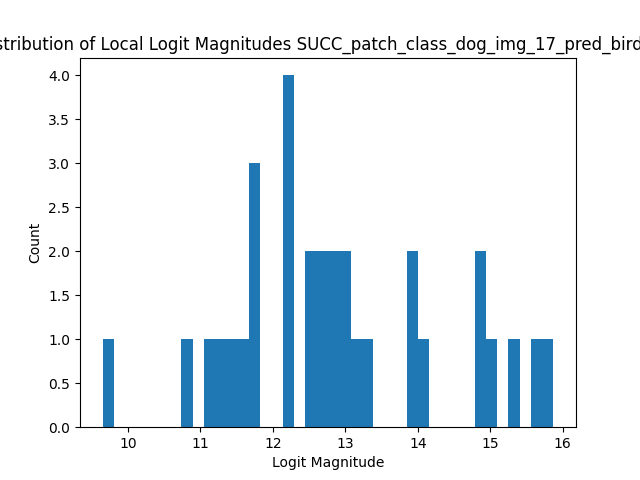 stribution of Local Logit Magnitudes SUCC_patch_class_dog_img_17_pred_bird
4.0
3.5
3.0
2.5
2.0
1.5
1.0
0.5
0.0
Count
10 11 12 13 14 15 16
Logit Magnitude